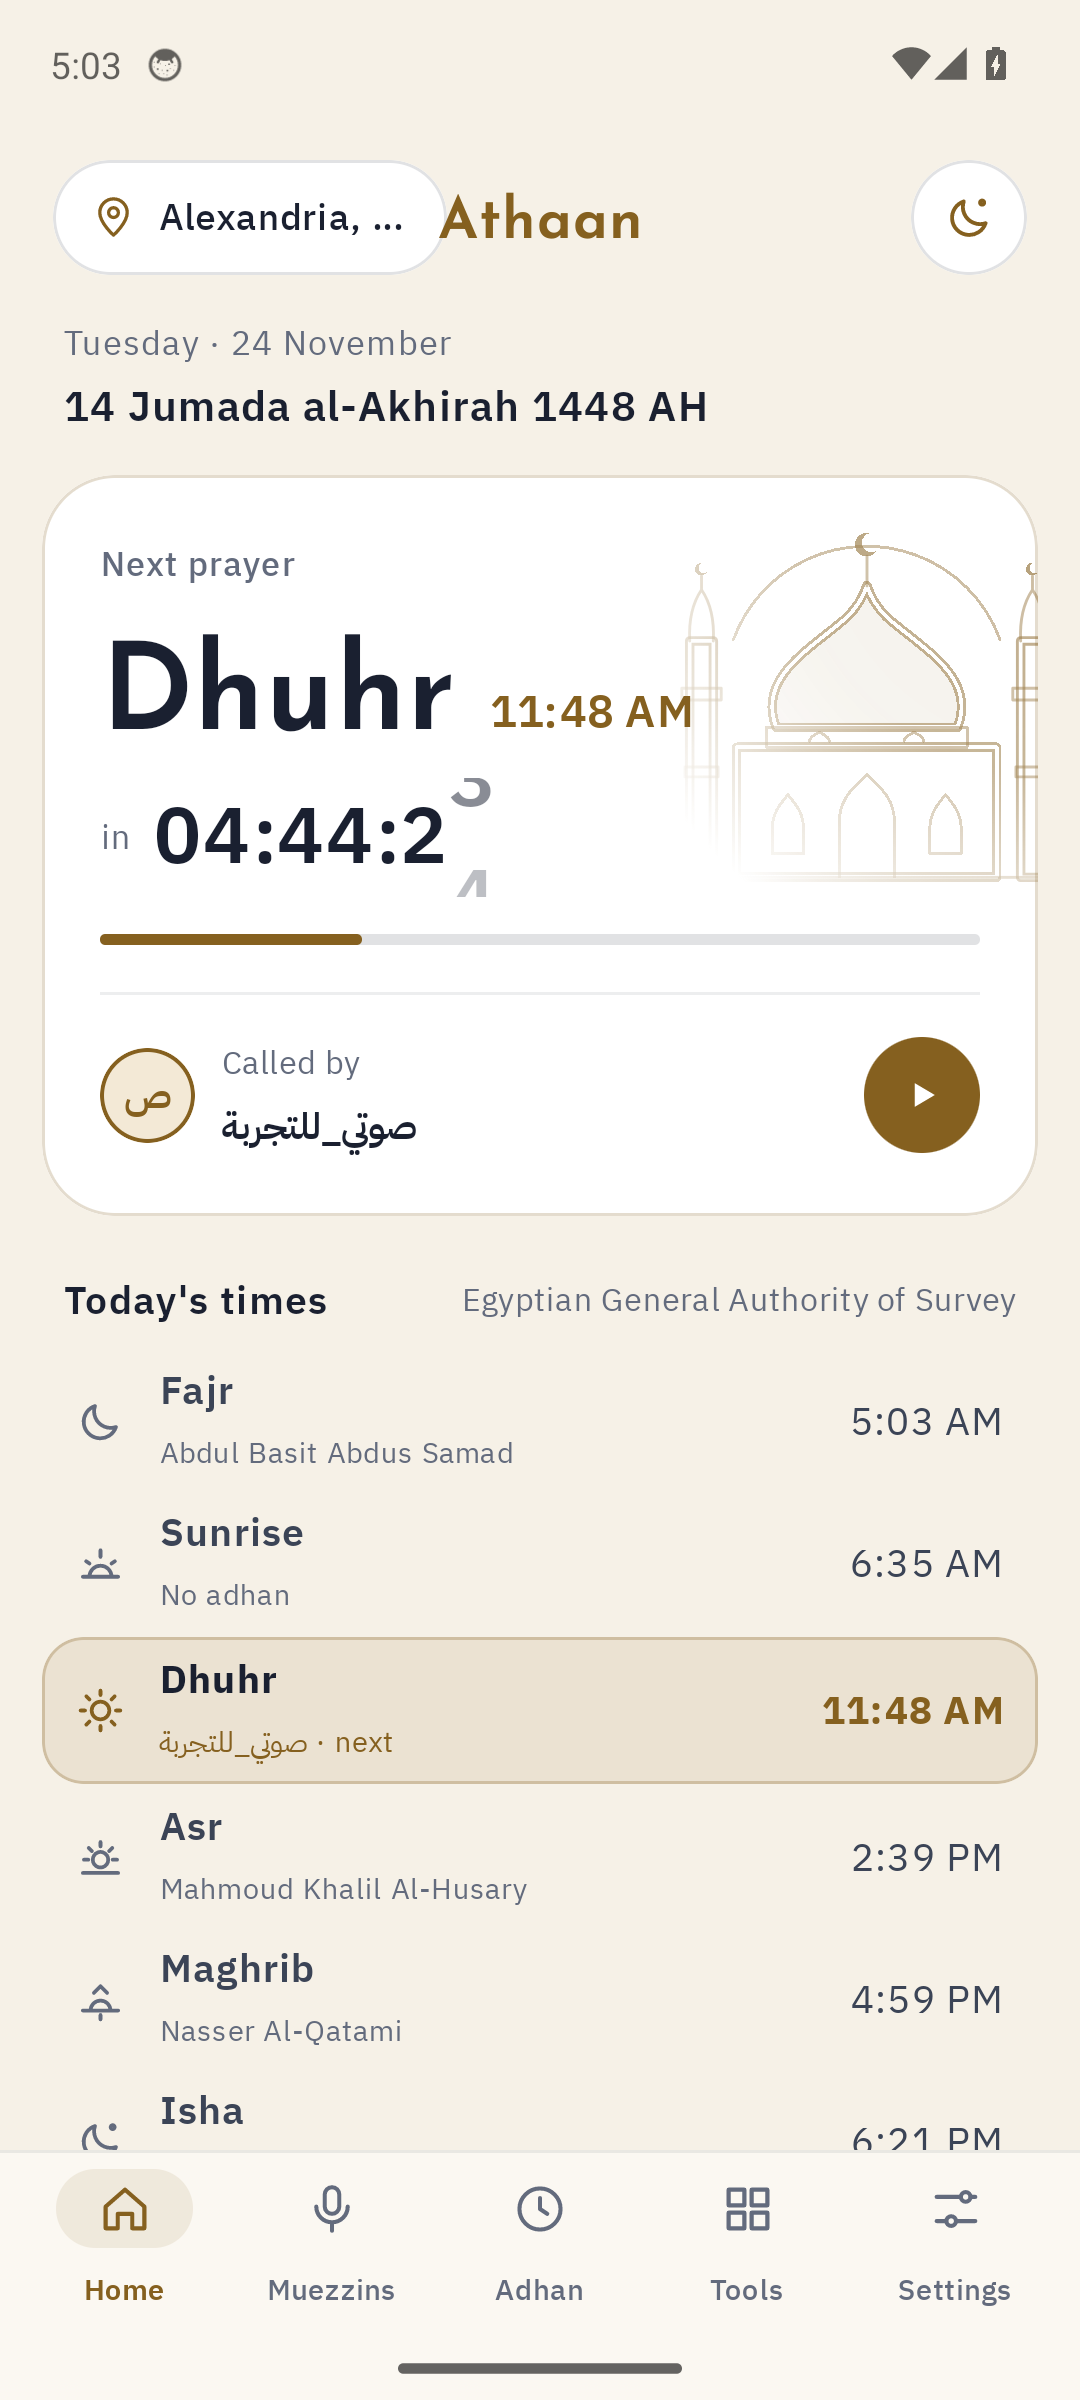 5:03
Alexandria, ...
Athaan
Tuesday · 24 November
14 Jumada al-Akhirah 1448 AH
Next prayer
Dhuhr 11:48 AM
in 04:44:2
ص
Called by
صوتي_للتجربة
Today's times
Egyptian General Authority of Survey
Fajr
5:03 AM
Abdul Basit Abdus Samad
Sunrise
6:35 AM
No adhan
Dhuhr
11:48 AM
صوتي_للتجربة · next
Asr
2:39 PM
Mahmoud Khalil Al-Husary
Maghrib
4:59 PM
Nasser Al-Qatami
Isha
6:21 PM
Home
Muezzins
Adhan
Tools
Settings